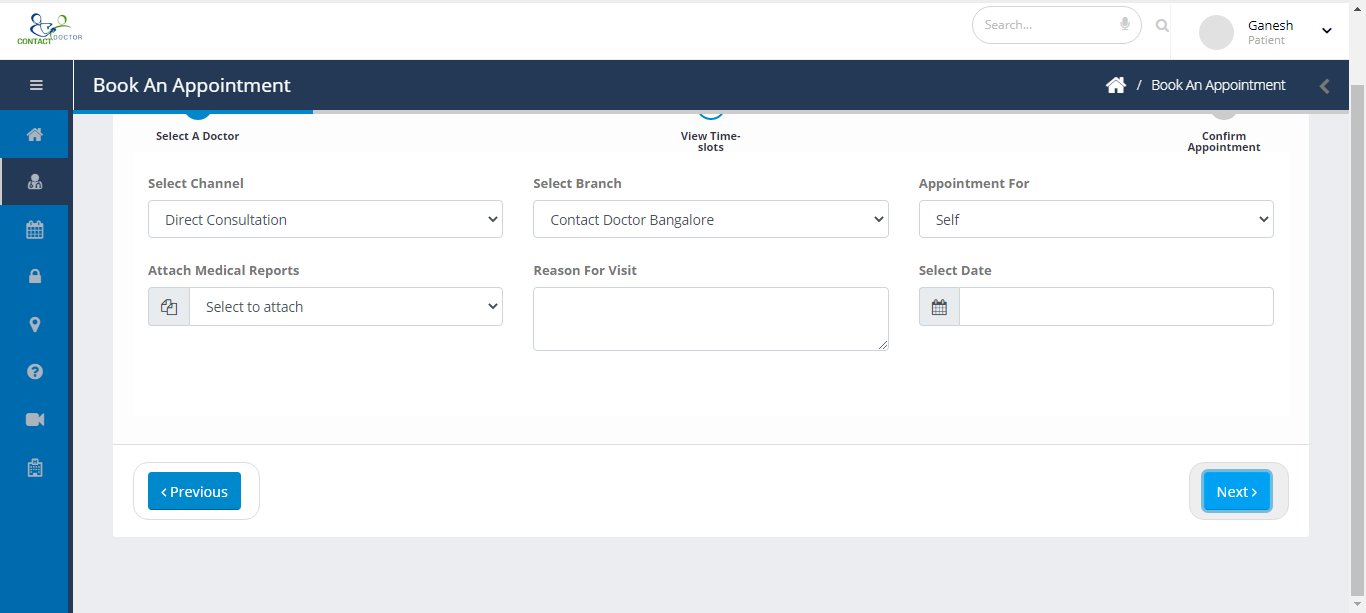 CONTACT DOCTOR
Search...
Ganesh
Patient
Book An Appointment
/ Book An Appointment
Select A Doctor
View Time-
slots
Confirm
Appointment
Select Channel
Select Branch
Appointment For
Direct Consultation
Contact Doctor Bangalore
Self
Attach Medical Reports
Reason For Visit
Select Date
Select to attach
‹ Previous
Next ›